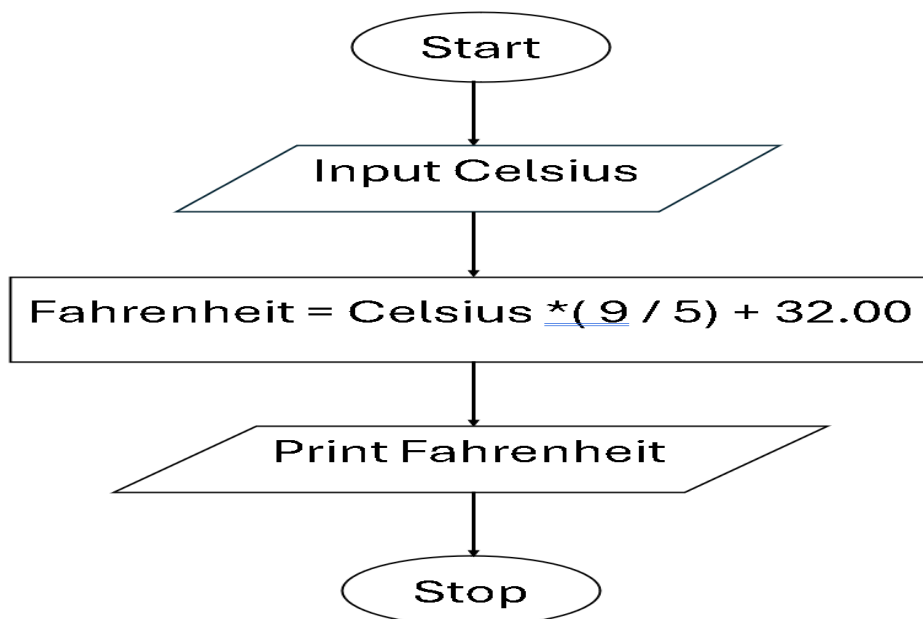 Start
Input Celsius
Fahrenheit = Celsius *( 9 / 5) + 32.00
Print Fahrenheit
Stop